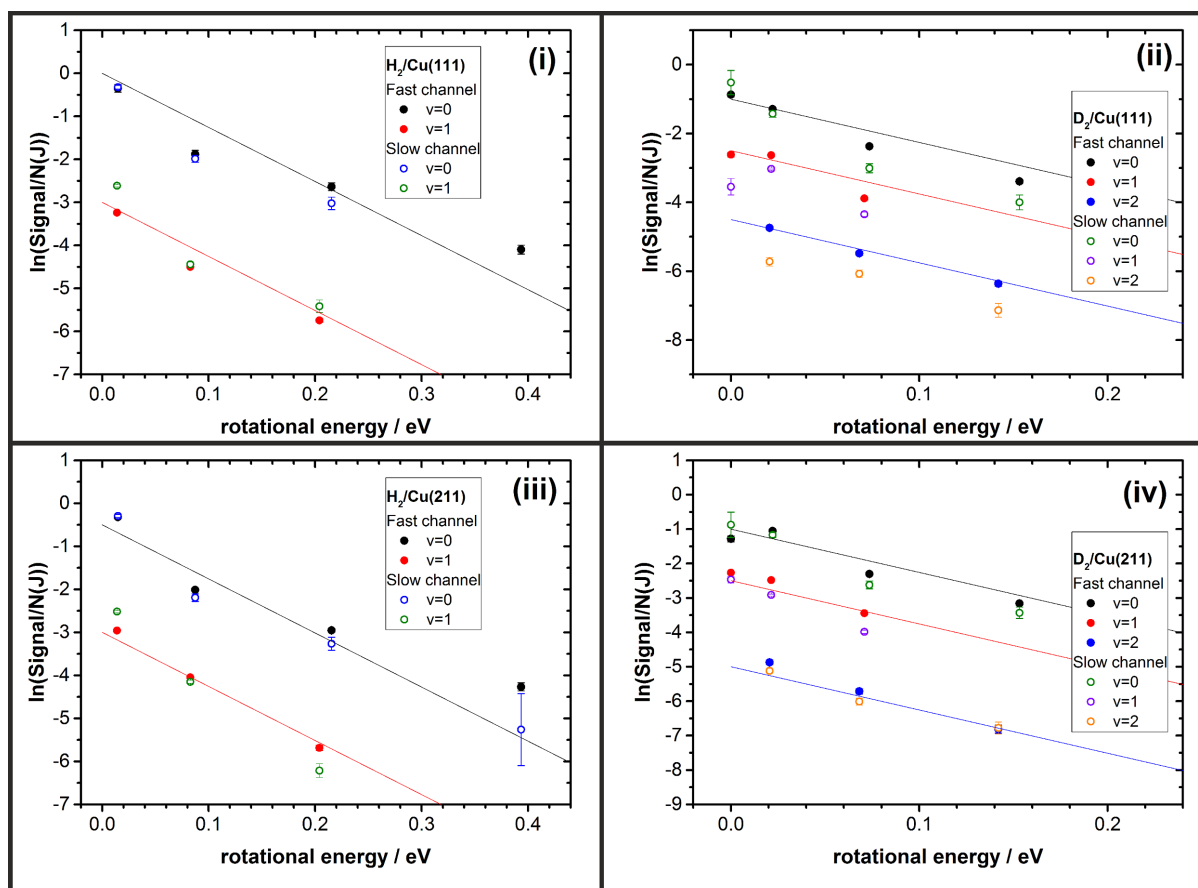 (i)
H₂/Cu(111)
Fast channel
v=0
v=1
Slow channel
v=0
v=1
ln(Signal/N(J))
1
0
-1
-2
-3
-4
-5
-6
-7
0.0 0.1 0.2 0.3 0.4
rotational energy / eV
(ii)
D₂/Cu(111)
Fast channel
v=0
v=1
v=2
Slow channel
v=0
v=1
v=2
ln(Signal/N(J))
0
-2
-4
-6
-8
0.0 0.1 0.2
rotational energy / eV
(iii)
H₂/Cu(211)
Fast channel
v=0
v=1
Slow channel
v=0
v=1
ln(Signal/N(J))
1
0
-1
-2
-3
-4
-5
-6
-7
0.0 0.1 0.2 0.3 0.4
rotational energy / eV
(iv)
D₂/Cu(211)
Fast channel
v=0
v=1
v=2
Slow channel
v=0
v=1
v=2
ln(Signal/N(J))
1
0
-1
-2
-3
-4
-5
-6
-7
-8
-9
0.0 0.1 0.2
rotational energy / eV